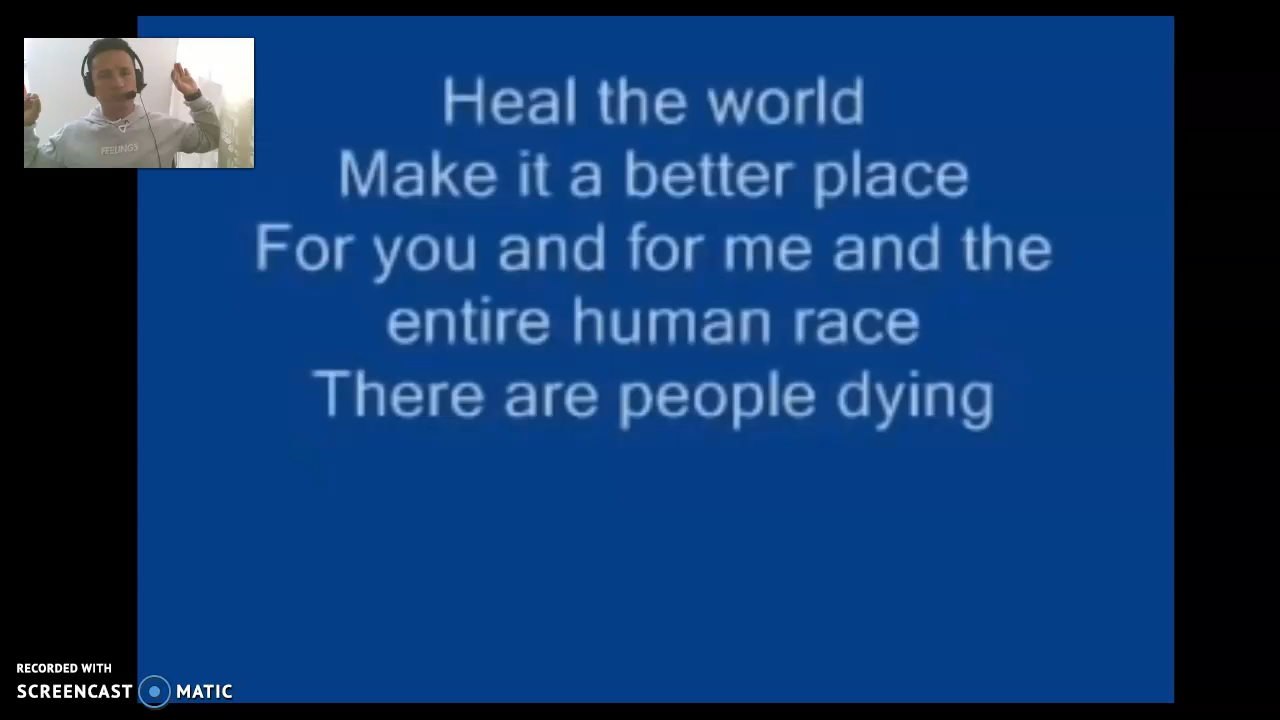 FEELINGS
Heal the world
Make it a better place
For you and for me and the
entire human race
There are people dying
RECORDED WITH
SCREENCAST MATIC